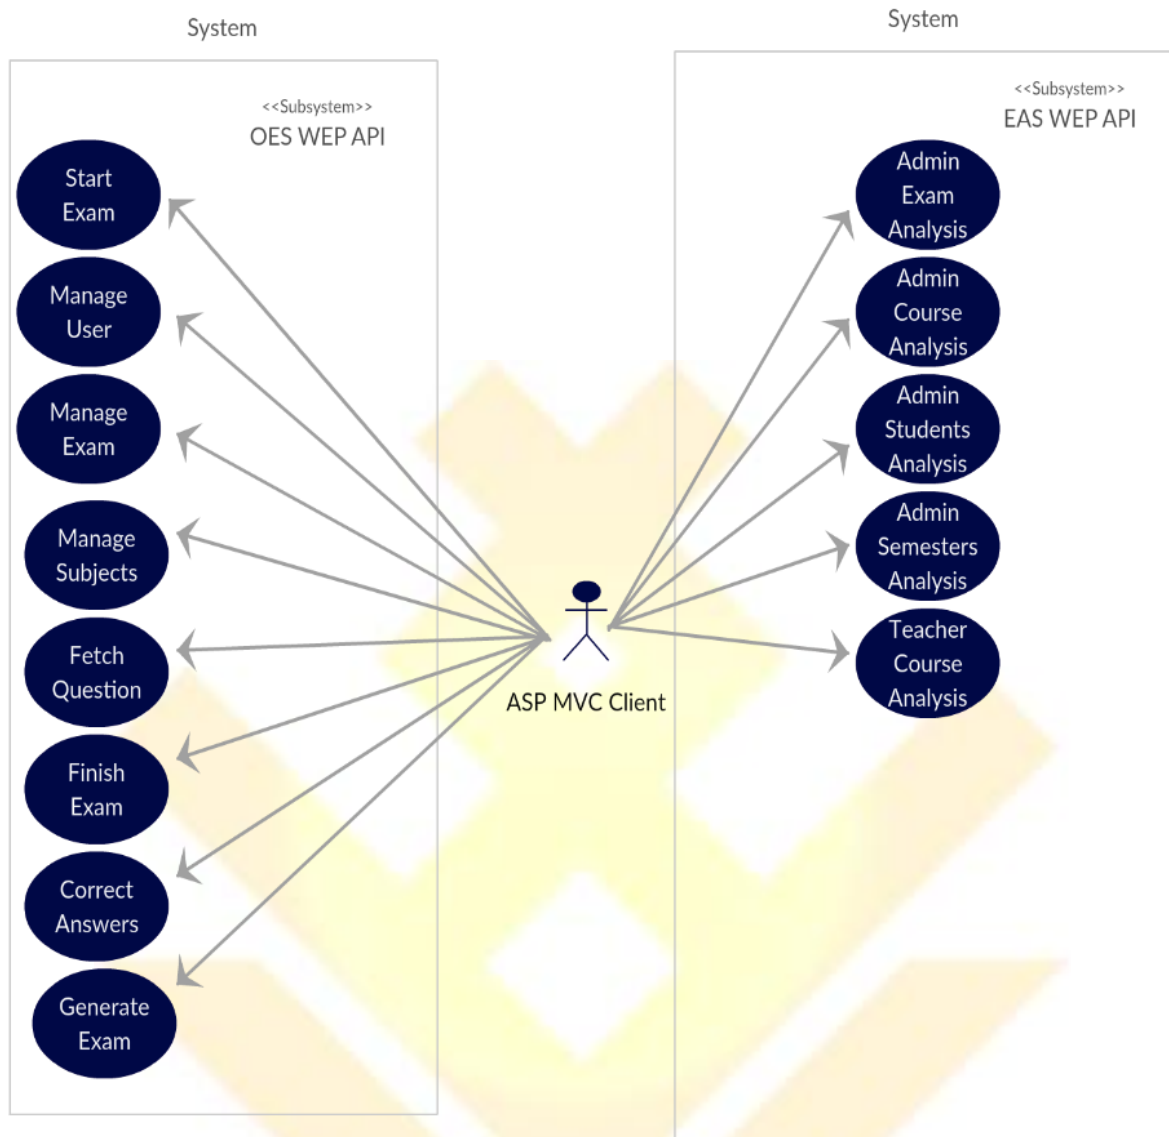 System
<<Subsystem>>
OES WEP API
Start
Exam
Manage
User
Manage
Exam
Manage
Subjects
Fetch
Question
Finish
Exam
Correct
Answers
Generate
Exam
ASP MVC Client
System
<<Subsystem>>
EAS WEP API
Admin
Exam
Analysis
Admin
Course
Analysis
Admin
Students
Analysis
Admin
Semesters
Analysis
Teacher
Course
Analysis